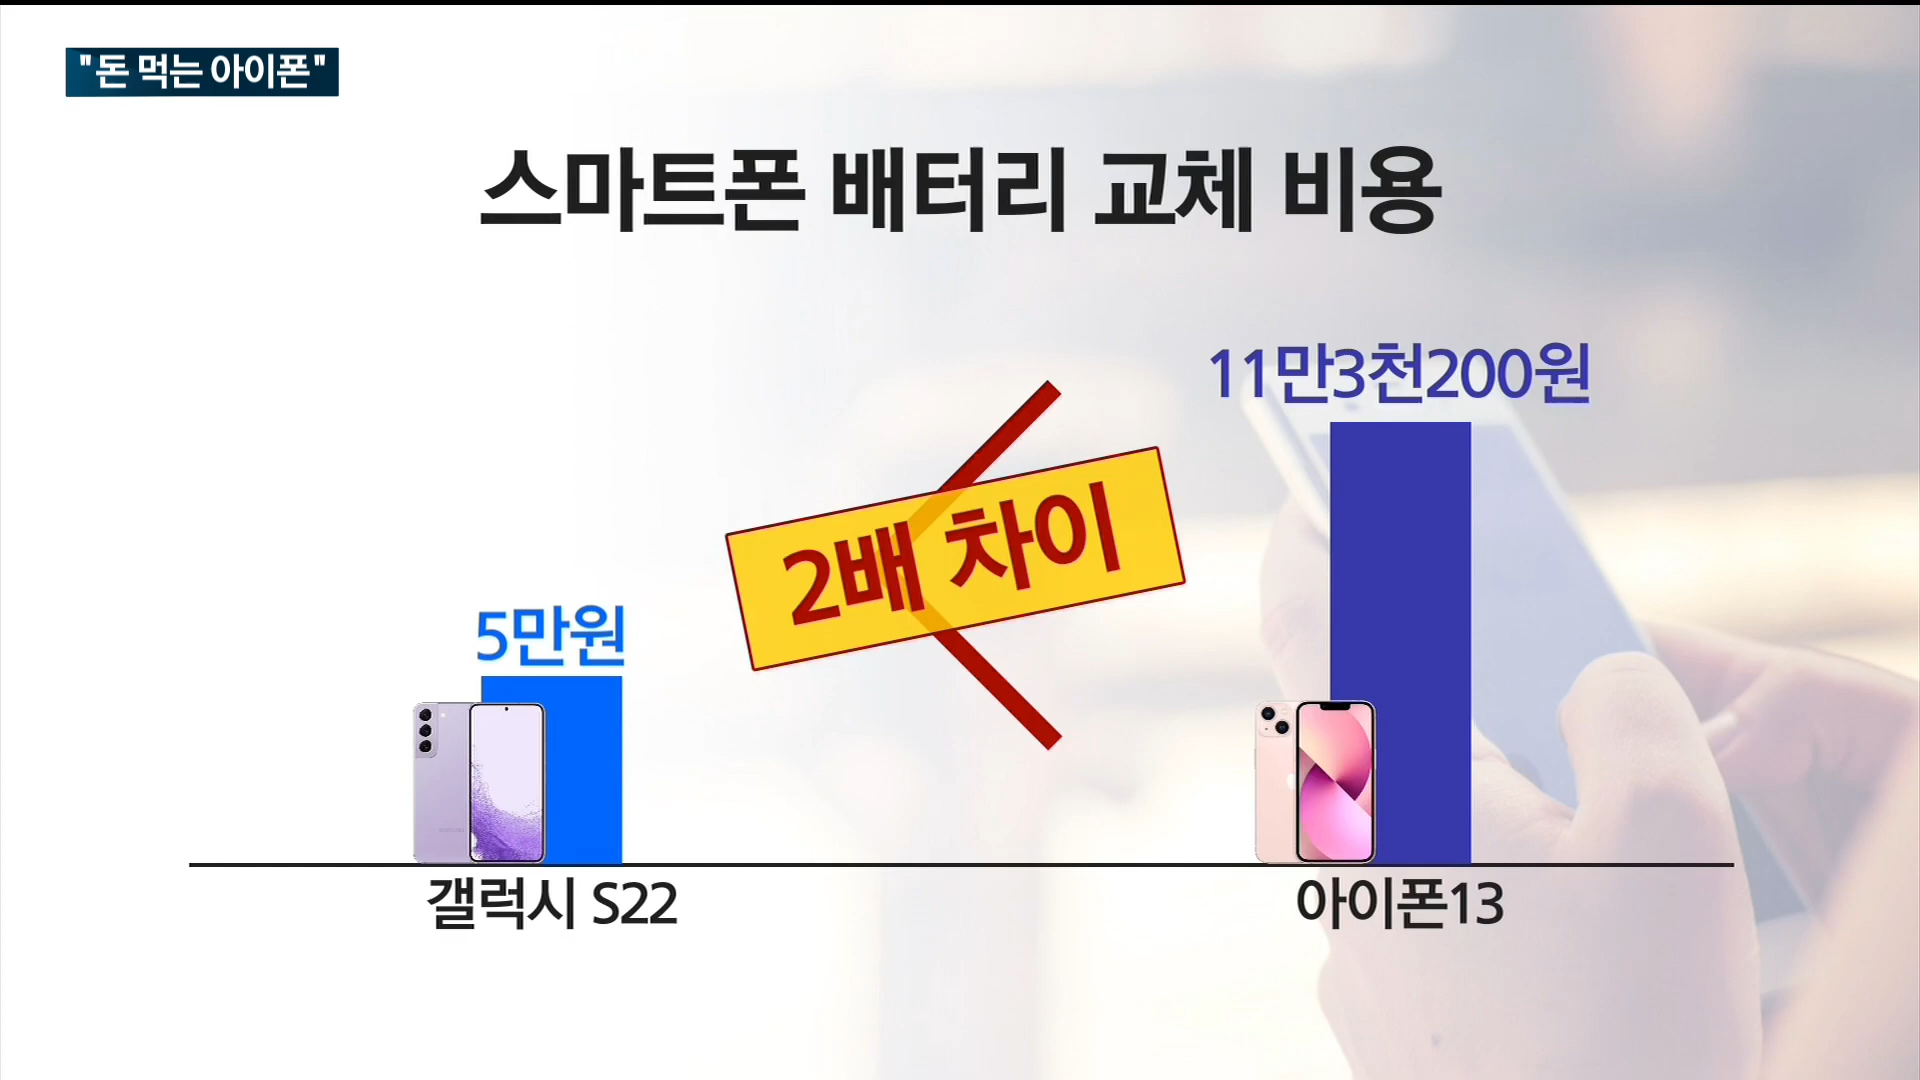 "돈 먹는 아이폰"
스마트폰 배터리 교체 비용
11만3천200원
2배 차이
5만원
갤럭시 S22
아이폰13